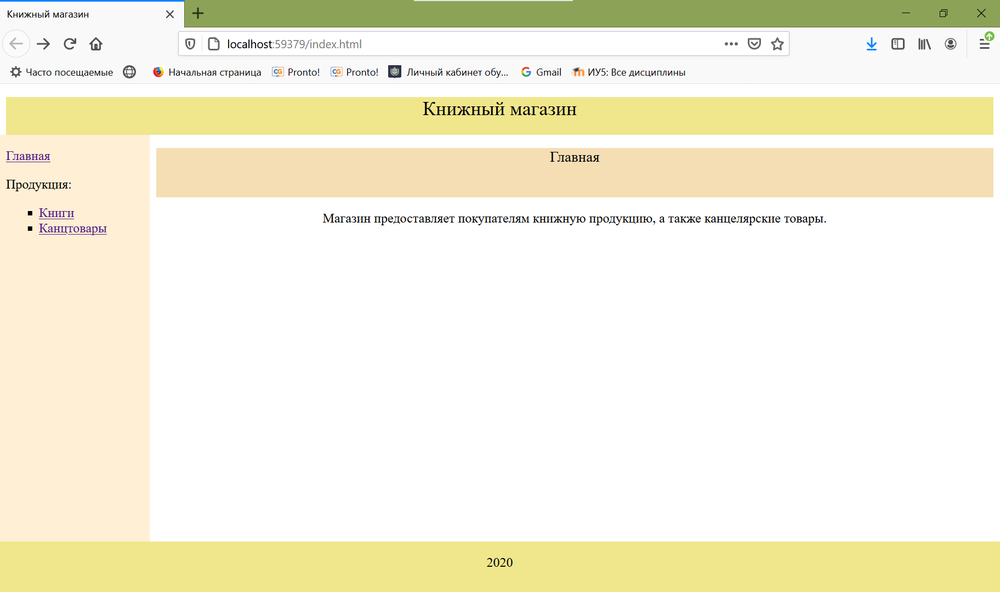 Книжный магазин
localhost:59379/index.html
Часто посещаемые Начальная страница Pronto! Pronto! Личный кабинет обу... Gmail ИУ5: Все дисциплины
Книжный магазин
Главная
Продукция:
Книги
Канцтовары
Главная
Магазин предоставляет покупателям книжную продукцию, а также канцелярские товары.
2020